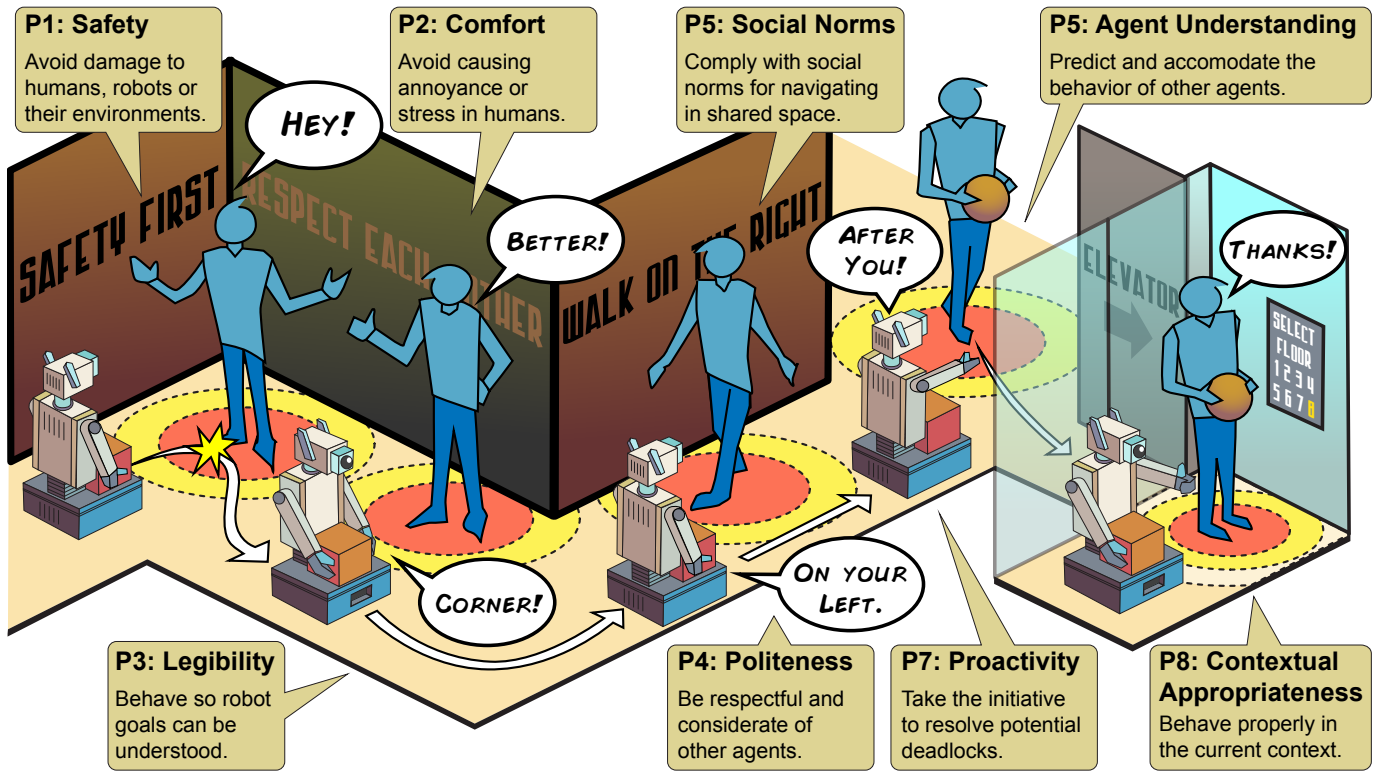 P1: Safety
Avoid damage to
humans, robots or
their environments.
P2: Comfort
Avoid causing
annoyance or
stress in humans.
P5: Social Norms
Comply with social
norms for navigating
in shared space.
P5: Agent Understanding
Predict and accomodate the
behavior of other agents.
HEY!
SAFETY FIRST
RESPECT EACH OTHER
BETTER!
WALK ON THE RIGHT
AFTER
YOU!
ELEVATOR
THANKS!
SELECT
FLOOR
1 2 3 4
5 6 7 8
CORNER!
ON YOUR
LEFT.
P3: Legibility
Behave so robot
goals can be
understood.
P4: Politeness
Be respectful and
considerate of
other agents.
P7: Proactivity
Take the initiative
to resolve potential
deadlocks.
P8: Contextual
Appropriateness
Behave properly in
the current context.